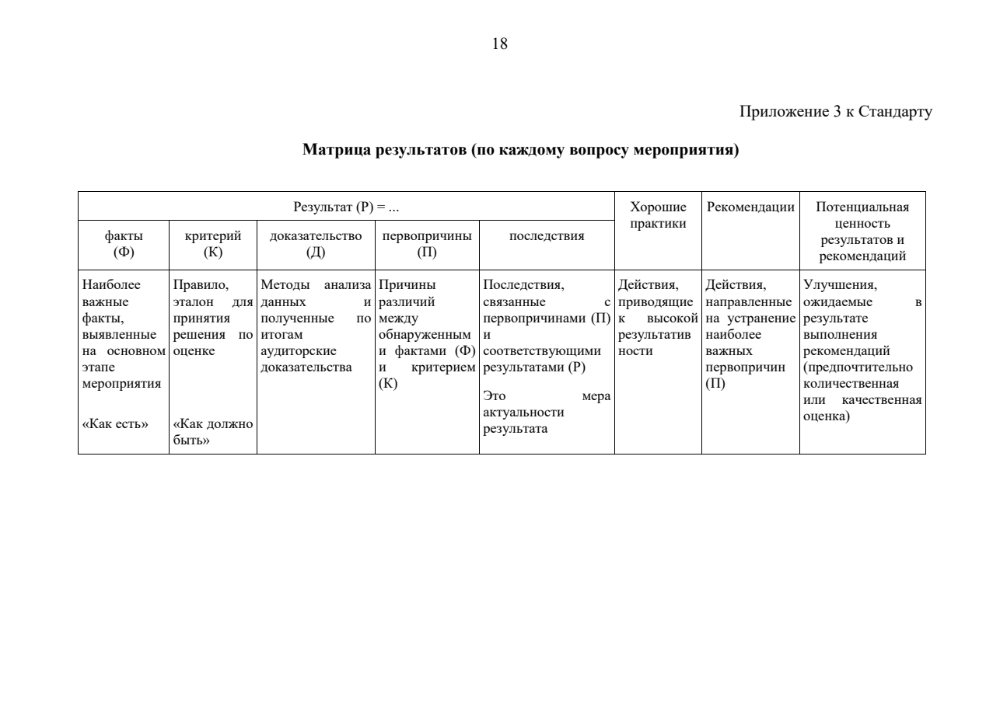 18
Приложение 3 к Стандарту
Матрица результатов (по каждому вопросу мероприятия)
Результат (Р) = ...
Хорошие
практики
Рекомендации
Потенциальная
ценность
результатов и
рекомендаций
факты
(Ф)
критерий
(К)
доказательство
(Д)
первопричины
(П)
последствия
Наиболее
важные
факты,
выявленные
на основном
этапе
мероприятия
«Как есть»
Правило,
эталон для
принятия
решения по
оценке
«Как должно
быть»
Методы анализа
данных и
полученные по
итогам
аудиторские
доказательства
Причины
различий
между
обнаруженным
и фактами (Ф)
и критерием
(К)
Последствия,
связанные с
первопричинами (П)
и
соответствующими
результатами (Р)
Это мера
актуальности
результата
Действия,
приводящие
к высокой
результатив
ности
Действия,
направленные
на устранение
наиболее
важных
первопричин
(П)
Улучшения,
ожидаемые в
результате
выполнения
рекомендаций
(предпочтительно
количественная
или качественная
оценка)